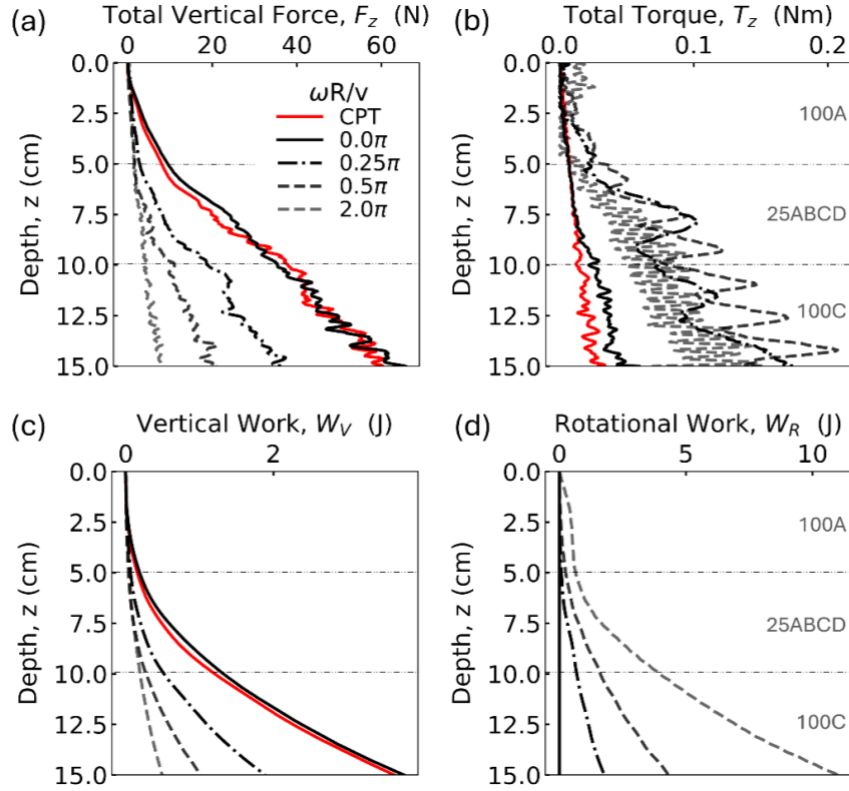 (a) Total Vertical Force, F_z (N)
0 20 40 60
0.0
2.5
5.0
7.5
10.0
12.5
15.0
Depth, z (cm)
ωR/v
CPT
0.0π
0.25π
0.5π
2.0π
(b) Total Torque, T_z (Nm)
0.0 0.1 0.2
0.0
2.5
5.0
7.5
10.0
12.5
15.0
Depth, z (cm)
100A
25ABCD
100C
(c) Vertical Work, W_V (J)
0 2
0.0
2.5
5.0
7.5
10.0
12.5
15.0
Depth, z (cm)
(d) Rotational Work, W_R (J)
0 5 10
0.0
2.5
5.0
7.5
10.0
12.5
15.0
Depth, z (cm)
100A
25ABCD
100C